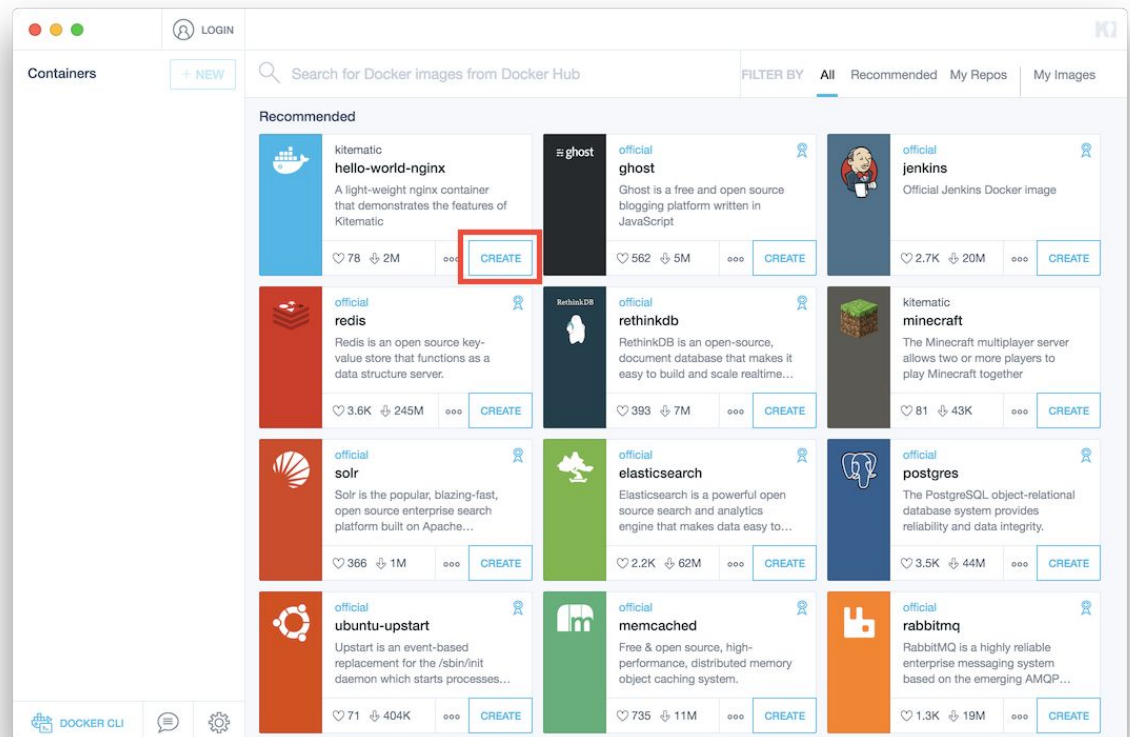 LOGIN
Containers
+ NEW
Search for Docker images from Docker Hub
FILTER BY All Recommended My Repos My Images
Recommended
kitematic
hello-world-nginx
A light-weight nginx container
that demonstrates the features of
Kitematic
78 2M
CREATE
ghost
official
ghost
Ghost is a free and open source
blogging platform written in
JavaScript
562 5M
CREATE
official
jenkins
Official Jenkins Docker image
2.7K 20M
CREATE
official
redis
Redis is an open source key-
value store that functions as a
data structure server.
3.6K 245M
CREATE
RethinkDB
official
rethinkdb
RethinkDB is an open-source,
document database that makes it
easy to build and scale realtime...
393 7M
CREATE
kitematic
minecraft
The Minecraft multiplayer server
allows two or more players to
play Minecraft together
81 43K
CREATE
official
solr
Solr is the popular, blazing-fast,
open source enterprise search
platform built on Apache...
366 1M
CREATE
official
elasticsearch
Elasticsearch is a powerful open
source search and analytics
engine that makes data easy to...
2.2K 62M
CREATE
official
postgres
The PostgreSQL object-relational
database system provides
reliability and data integrity.
3.5K 44M
CREATE
official
ubuntu-upstart
Upstart is an event-based
replacement for the /sbin/init
daemon which starts processes...
71 404K
CREATE
official
memcached
Free & open source, high-
performance, distributed memory
object caching system.
735 11M
CREATE
official
rabbitmq
RabbitMQ is a highly reliable
enterprise messaging system
based on the emerging AMQP...
1.3K 19M
CREATE
DOCKER CLI